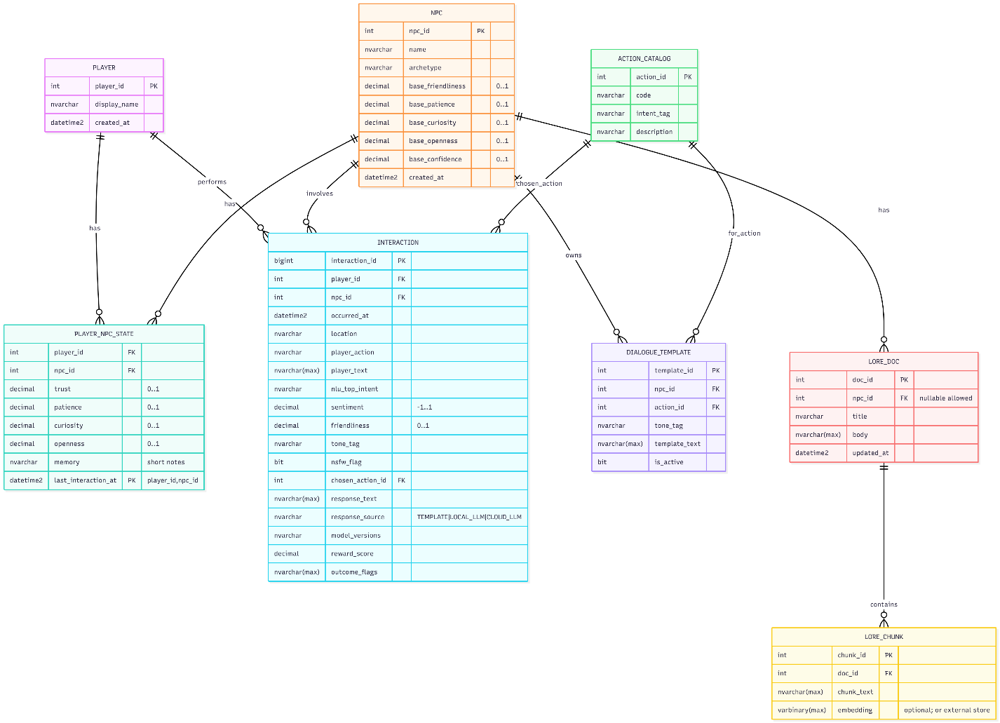 NPC
int npc_id PK
nvarchar name
nvarchar archetype
decimal base_friendliness 0..1
decimal base_patience 0..1
decimal base_curiosity 0..1
decimal base_openness 0..1
decimal base_confidence 0..1
datetime2 created_at
PLAYER
int player_id PK
nvarchar display_name
datetime2 created_at
ACTION_CATALOG
int action_id PK
nvarchar code
nvarchar intent_tag
nvarchar description
performs
has
involves
chosen_action
has
has
for_action
owns
INTERACTION
bigint interaction_id PK
int player_id FK
int npc_id FK
datetime2 occurred_at
nvarchar location
nvarchar player_action
nvarchar(max) player_text
nvarchar nlu_top_intent
decimal sentiment -1..1
decimal friendliness 0..1
nvarchar tone_tag
bit nsfw_flag
int chosen_action_id FK
nvarchar(max) response_text
nvarchar response_source TEMPLATE|LOCAL_LLM|CLOUD_LLM
nvarchar model_versions
decimal reward_score
nvarchar(max) outcome_flags
PLAYER_NPC_STATE
int player_id FK
int npc_id FK
decimal trust 0..1
decimal patience 0..1
decimal curiosity 0..1
decimal openness 0..1
nvarchar memory short notes
datetime2 last_interaction_at PK player_id,npc_id
DIALOGUE_TEMPLATE
int template_id PK
int npc_id FK
int action_id FK
nvarchar tone_tag
nvarchar(max) template_text
bit is_active
LORE_DOC
int doc_id PK
int npc_id FK nullable allowed
nvarchar title
nvarchar(max) body
datetime2 updated_at
contains
LORE_CHUNK
int chunk_id PK
int doc_id FK
nvarchar(max) chunk_text
varbinary(max) embedding optional; or external store